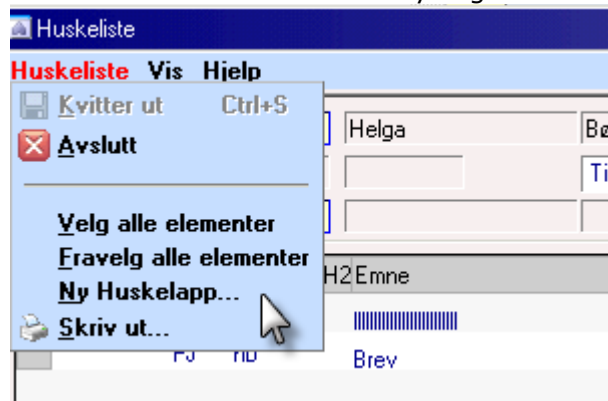 Huskeliste
Huskeliste Vis Hjelp
Kvitter ut Ctrl+S
Avslutt
Helga
Velg alle elementer
Fravelg alle elementer
Ny Huskelapp...
Skriv ut...
H2 Emne
Brev